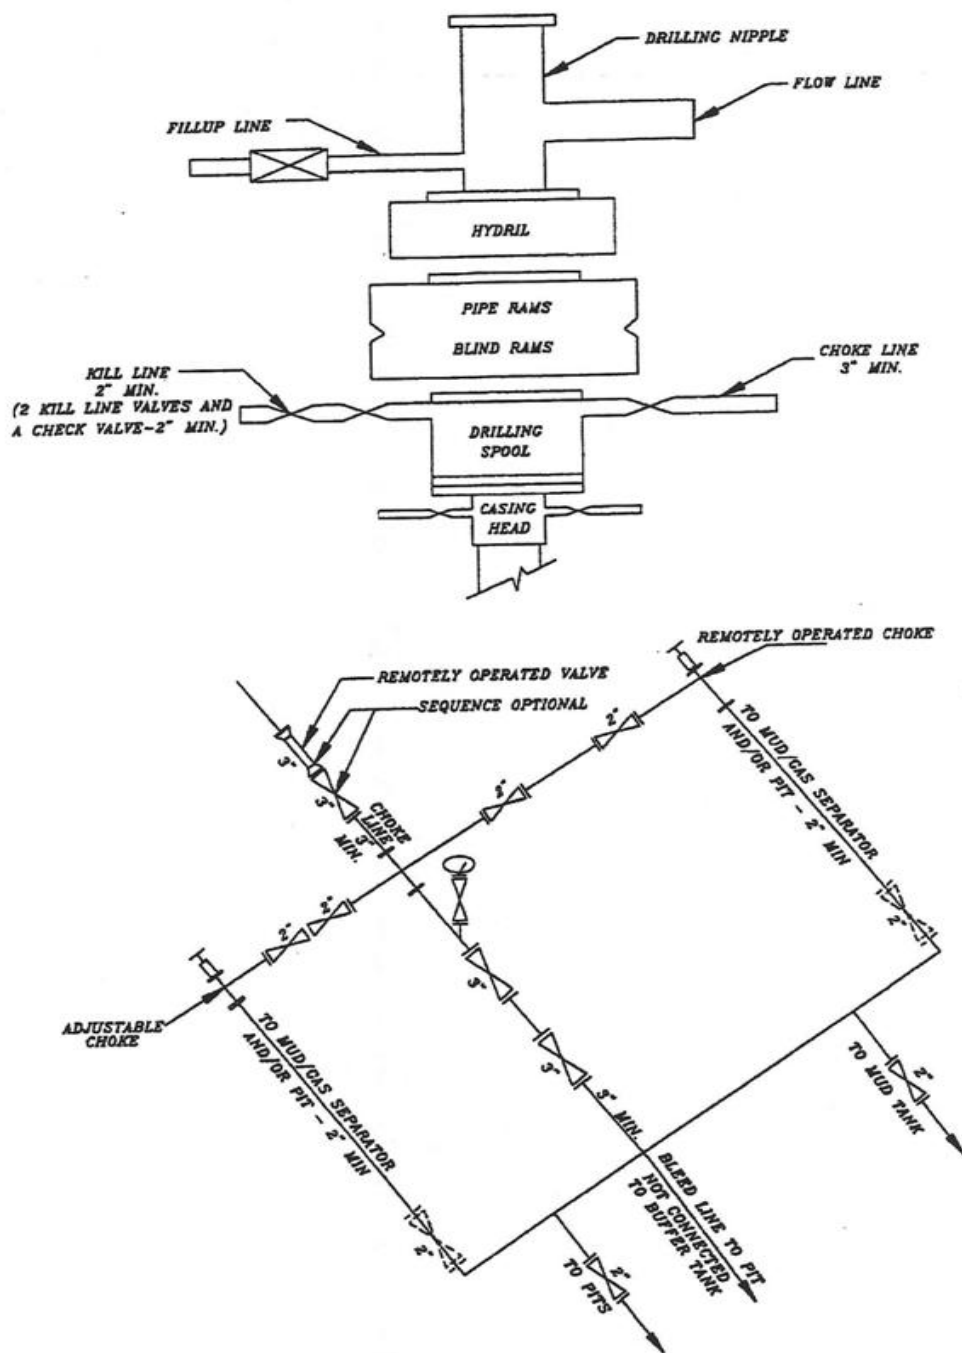 DRILLING NIPPLE
FLOW LINE
FILLUP LINE
HYDRIL
PIPE RAMS
BLIND RAMS
CHOKE LINE
3" MIN.
KILL LINE
2" MIN.
(2 KILL LINE VALVES AND
A CHECK VALVE-2" MIN.)
DRILLING
SPOOL
CASING
HEAD
REMOTELY OPERATED CHOKE
REMOTELY OPERATED VALVE
SEQUENCE OPTIONAL
3"
3"
CHOKE
LINE
3"
MIN.
2"
2"
TO MUD/GAS SEPARATOR
AND/OR PIT - 2" MIN
2"
2"
2"
3"
3"
3" MIN.
ADJUSTABLE
CHOKE
TO MUD/GAS SEPARATOR
AND/OR PIT - 2" MIN
2"
2"
TO MUD TANK
BLEED LINE TO PIT
NOT CONNECTED
TO BUFFER TANK
2"
TO PITS